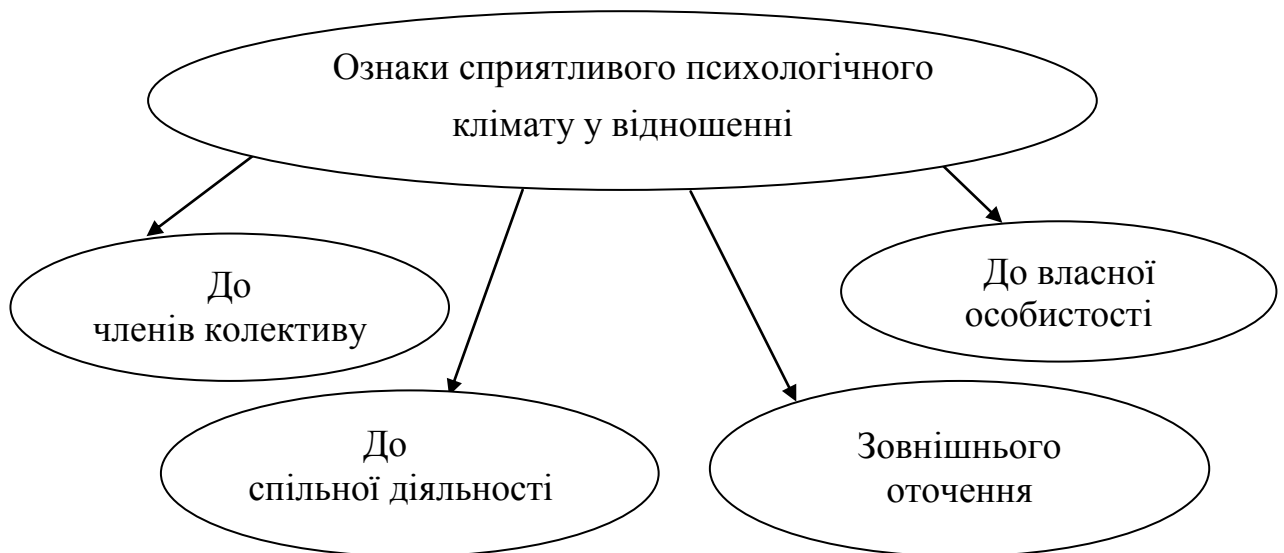 Ознаки сприятливого психологічного
клімату у відношенні
До
членів колективу
До власної
особистості
До
спільної діяльності
Зовнішнього
оточення